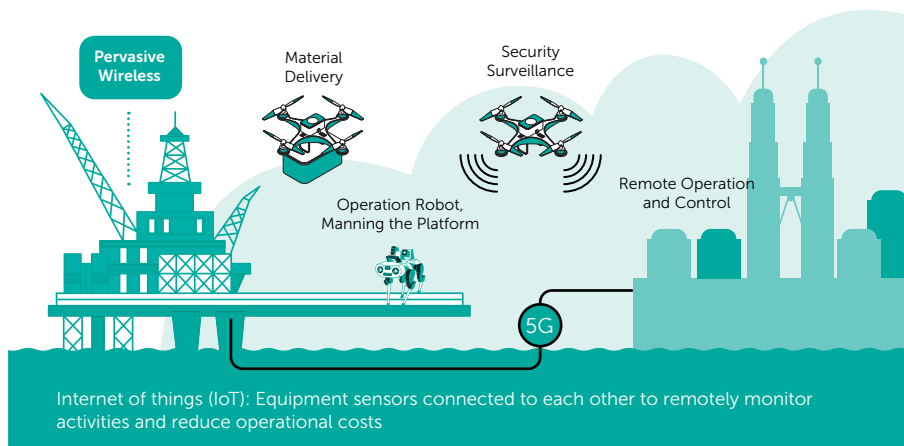 Pervasive
Wireless
Material
Delivery
Security
Surveillance
Operation Robot,
Manning the Platform
Remote Operation
and Control
5G
Internet of things (IoT): Equipment sensors connected to each other to remotely monitor
activities and reduce operational costs